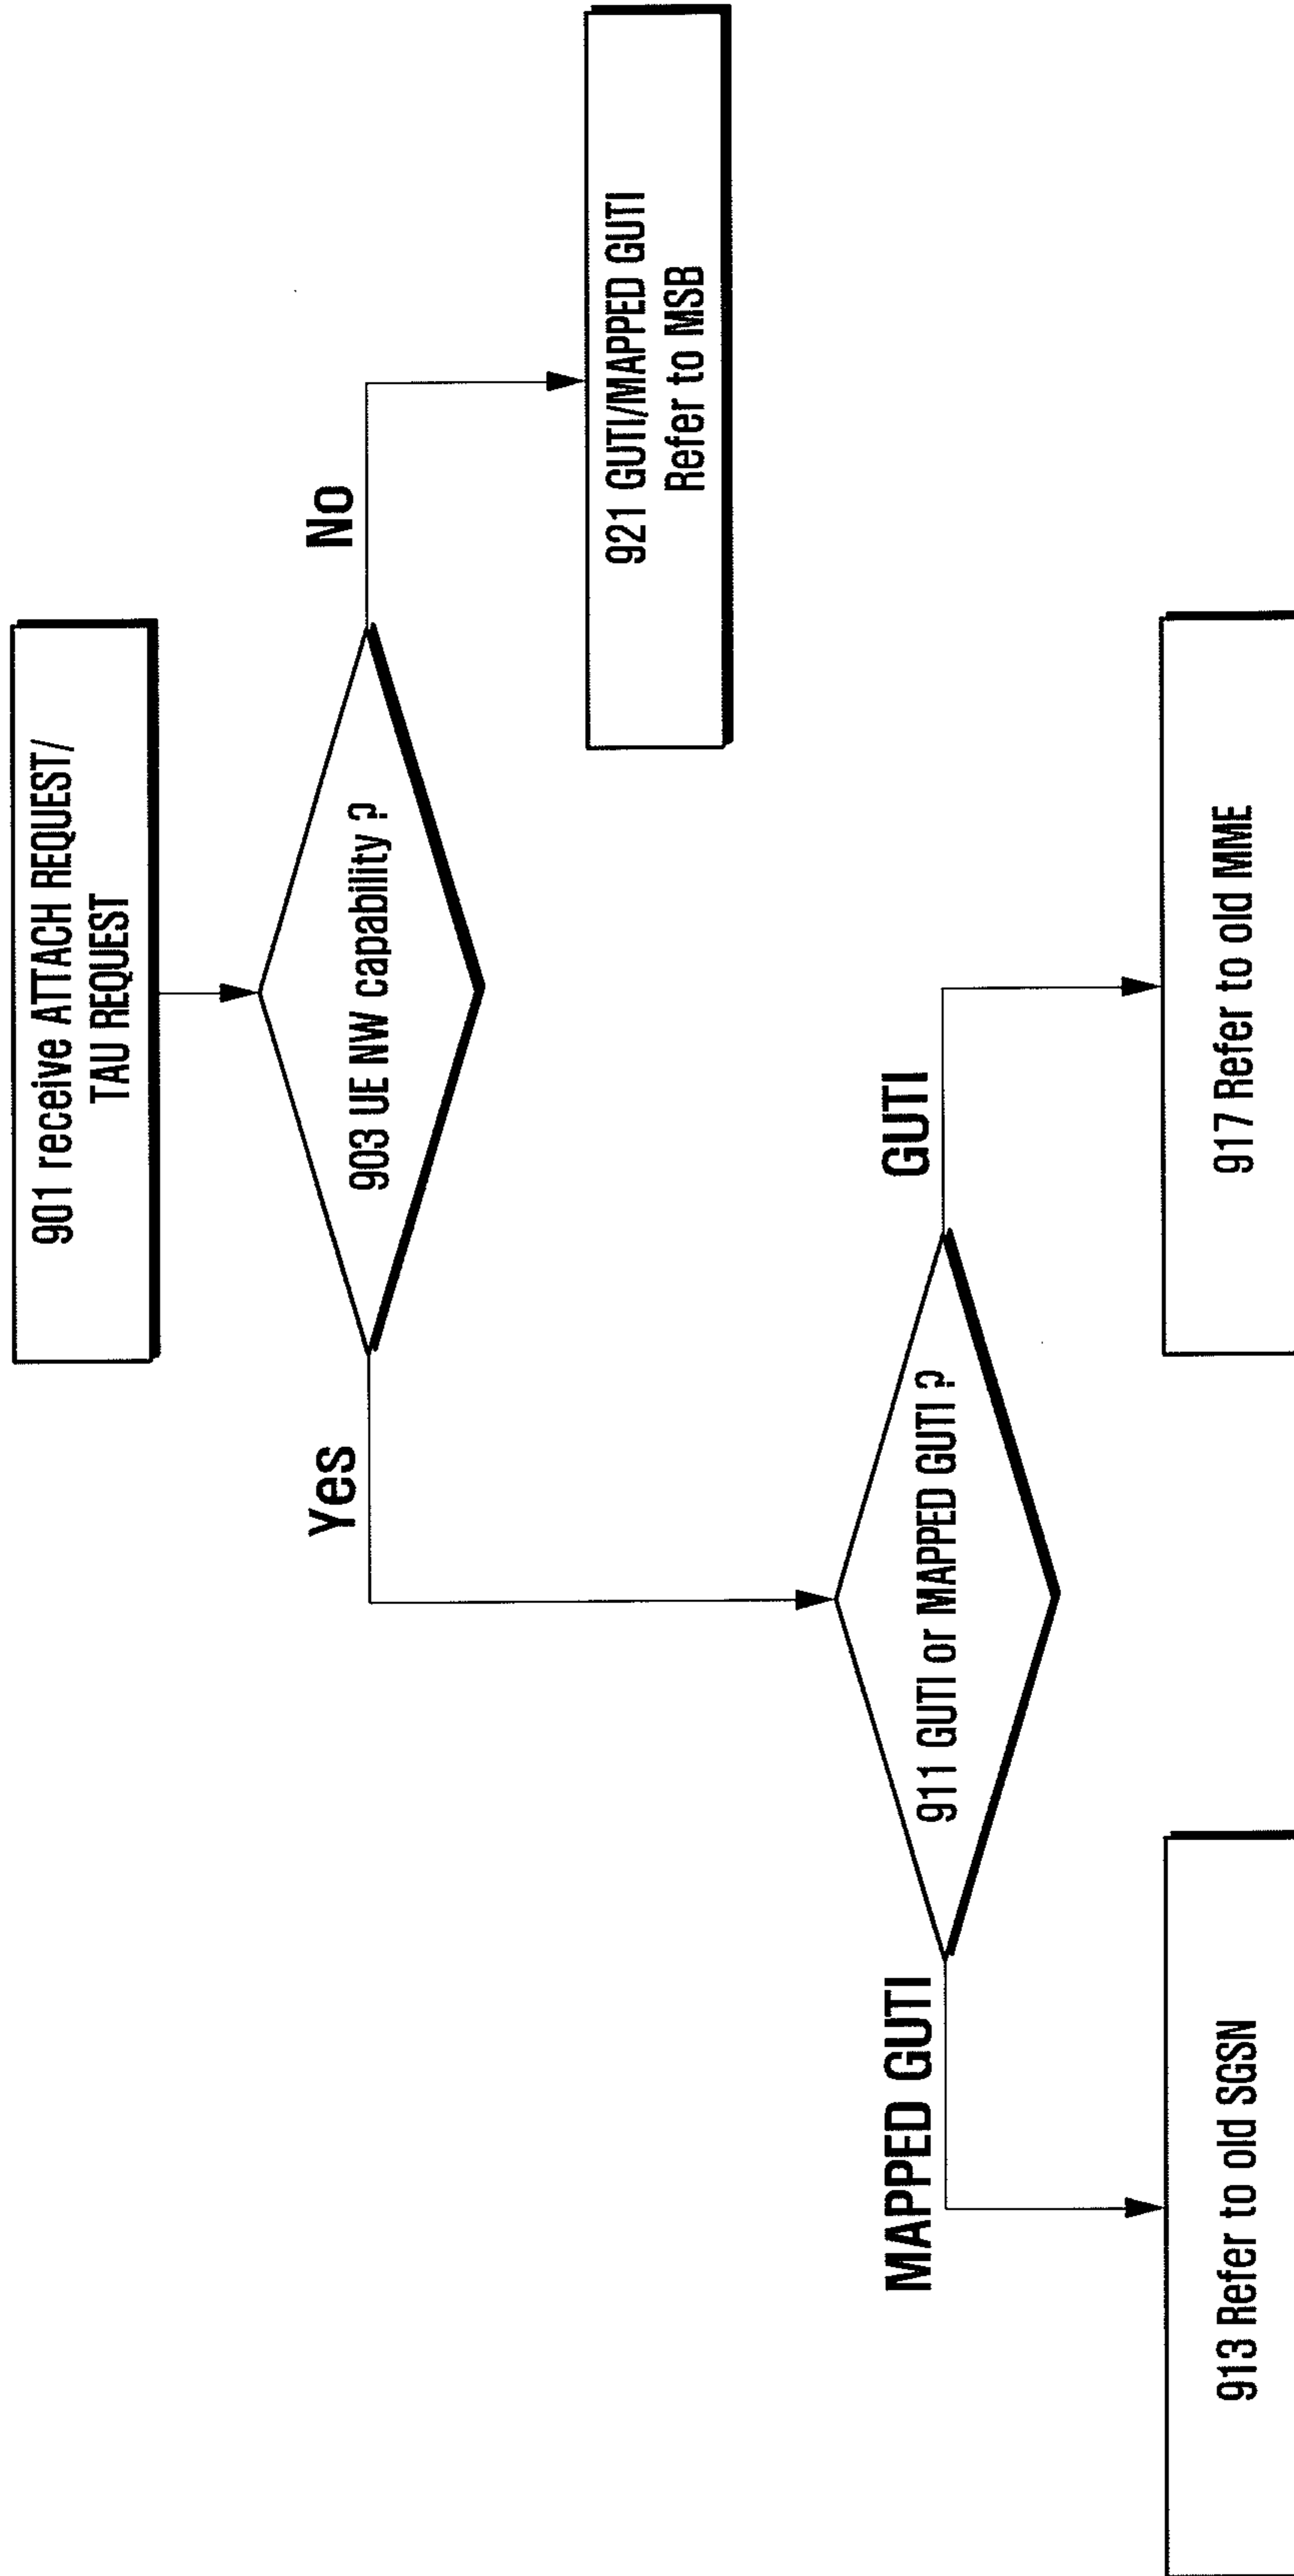 901 receive ATTACH REQUEST/
TAU REQUEST
903 UE NW capability ?
Yes
No
921 GUTI/MAPPED GUTI
Refer to MSB
911 GUTI or MAPPED GUTI ?
MAPPED GUTI
GUTI
913 Refer to old SGSN
917 Refer to old MME